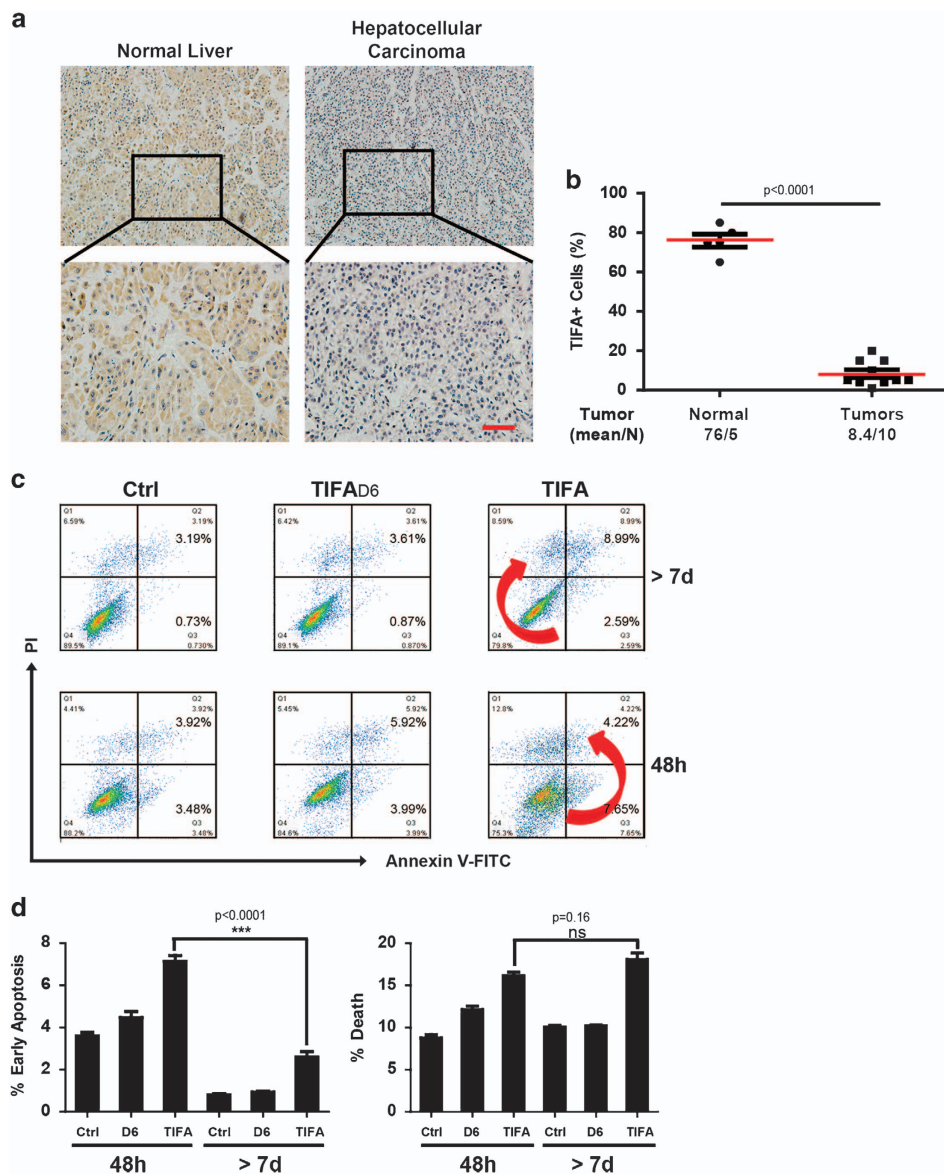 a
Normal Liver
Hepatocellular
Carcinoma
b
p<0.0001
TIFA+ Cells (%)
100
80
60
40
20
0
Tumor
(mean/N)
Normal
76/5
Tumors
8.4/10
c
Ctrl
TIFAD6
TIFA
Q1
6.59%
Q2
3.19%
3.19%
0.73%
Q4
89.5%
Q3
0.730%
Q1
6.42%
Q2
3.61%
3.61%
0.87%
Q4
89.1%
Q3
0.870%
Q1
8.59%
Q2
8.99%
8.99%
2.59%
Q4
79.8%
Q3
2.59%
> 7d
PI
Q1
4.41%
Q2
3.92%
3.92%
3.48%
Q4
88.2%
Q3
3.48%
Q1
5.45%
Q2
5.92%
5.92%
3.99%
Q4
84.6%
Q3
3.99%
Q1
12.8%
Q2
4.22%
4.22%
7.65%
Q4
75.3%
Q3
7.65%
48h
Annexin V-FITC
d
% Early Apoptosis
8
6
4
2
0
p<0.0001
***
Ctrl D6 TIFA Ctrl D6 TIFA
48h > 7d
% Death
20
15
10
5
0
p=0.16
ns
Ctrl D6 TIFA Ctrl D6 TIFA
48h > 7d